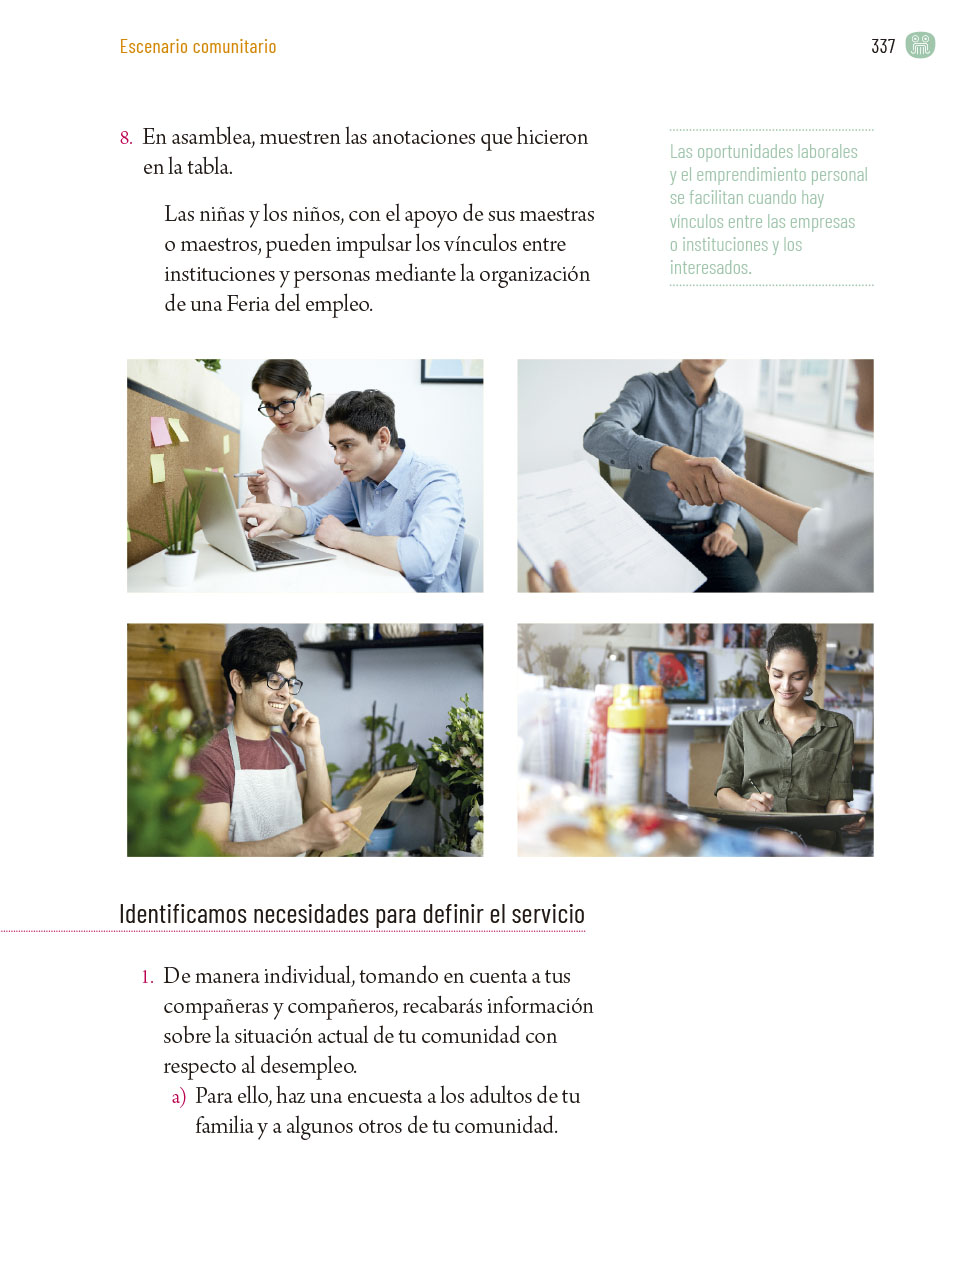 Escenario comunitario
337
8. En asamblea, muestren las anotaciones que hicieron
en la tabla.
Las niñas y los niños, con el apoyo de sus maestras
o maestros, pueden impulsar los vínculos entre
instituciones y personas mediante la organización
de una Feria del empleo.
Las oportunidades laborales
y el emprendimiento personal
se facilitan cuando hay
vínculos entre las empresas
o instituciones y los
interesados.
Identificamos necesidades para definir el servicio
1. De manera individual, tomando en cuenta a tus
compañeras y compañeros, recabarás información
sobre la situación actual de tu comunidad con
respecto al desempleo.
a) Para ello, haz una encuesta a los adultos de tu
familia y a algunos otros de tu comunidad.